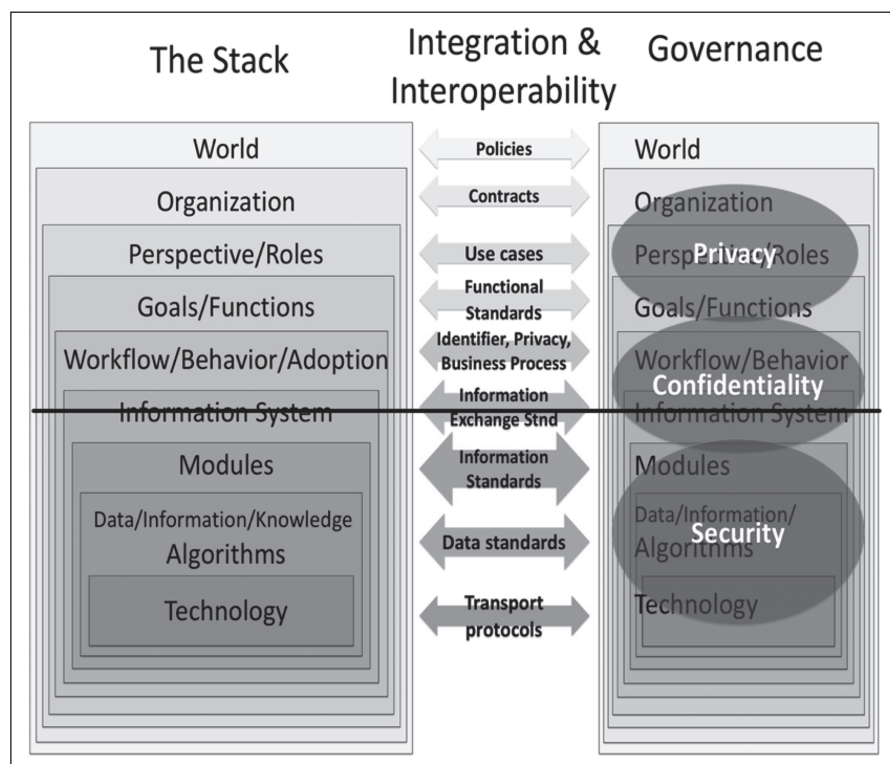 The Stack
Integration &
Interoperability
Governance
World
Organization
Perspective/Roles
Goals/Functions
Workflow/Behavior/Adoption
Information System
Modules
Data/Information/Knowledge
Algorithms
Technology
Policies
Contracts
Use cases
Functional
Standards
Identifier, Privacy,
Business Process
Information
Exchange Stnd
Information
Standards
Data standards
Transport
protocols
World
Organization
Perspective/Roles
Privacy
Goals/Functions
Workflow/Behavior
Confidentiality
Information System
Modules
Data/Information/
Security
Algorithms
Technology